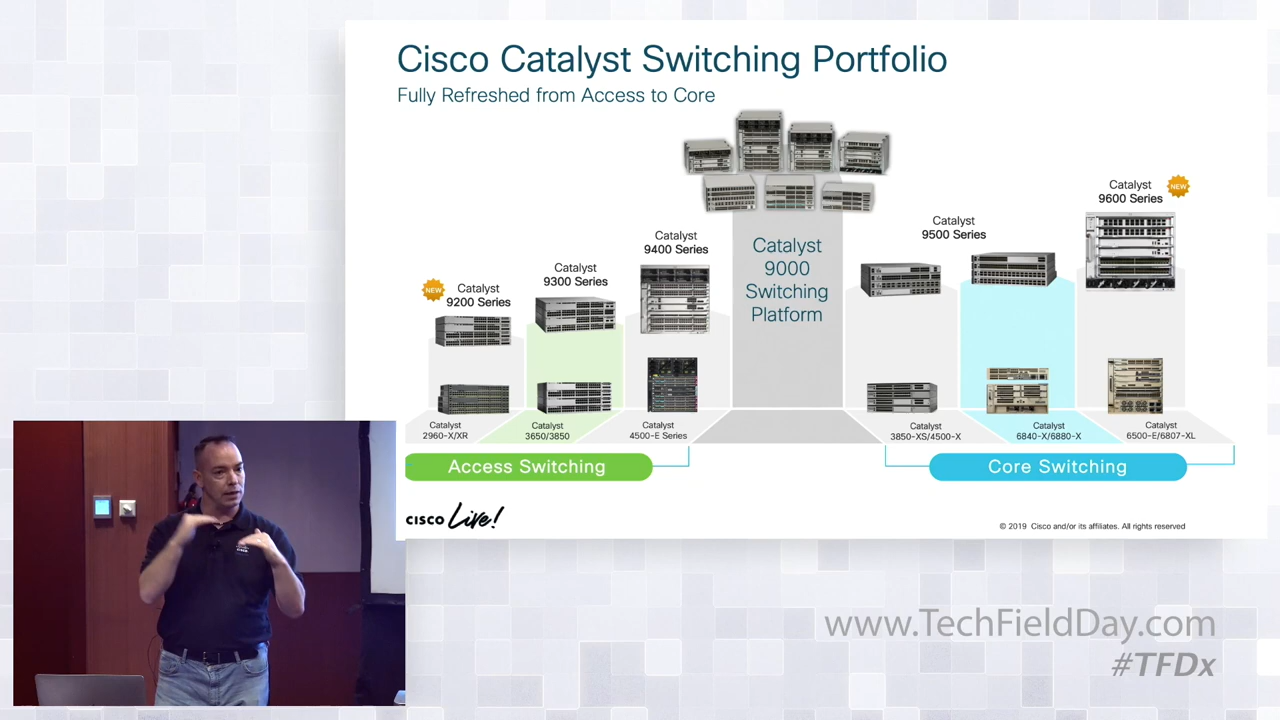 Cisco Catalyst Switching Portfolio
Fully Refreshed from Access to Core
NEW
Catalyst
9200 Series
Catalyst
9300 Series
Catalyst
9400 Series
Catalyst
9000
Switching
Platform
Catalyst
9500 Series
Catalyst
9600 Series
NEW
Catalyst
2960-X/XR
Catalyst
3650/3850
Catalyst
4500-E Series
Catalyst
3850-XS/4500-X
Catalyst
6840-X/6880-X
Catalyst
6500-E/6807-XL
Access Switching
Core Switching
CISCO Live!
© 2019 Cisco and/or its affiliates. All rights reserved
CISCO
www.TechFieldDay.com
#TFDx